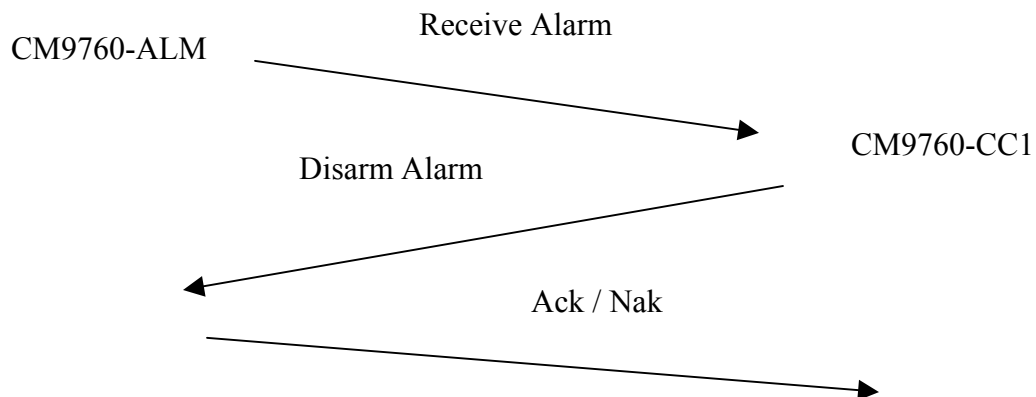 Receive Alarm
CM9760-ALM
CM9760-CC1
Disarm Alarm
Ack / Nak